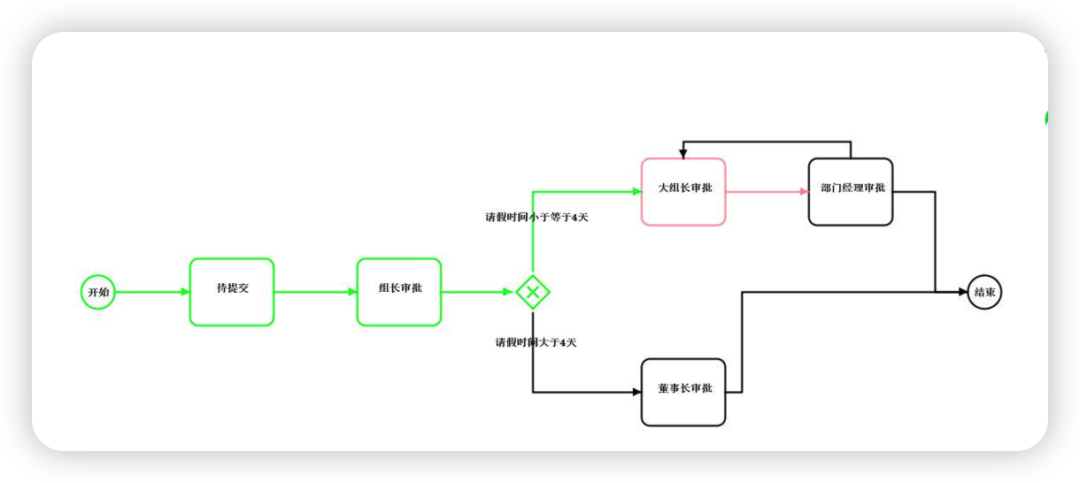 开始
待提交
组长审批
请假时间小于等于4天
大组长审批
部门经理审批
请假时间大于4天
董事长审批
结束